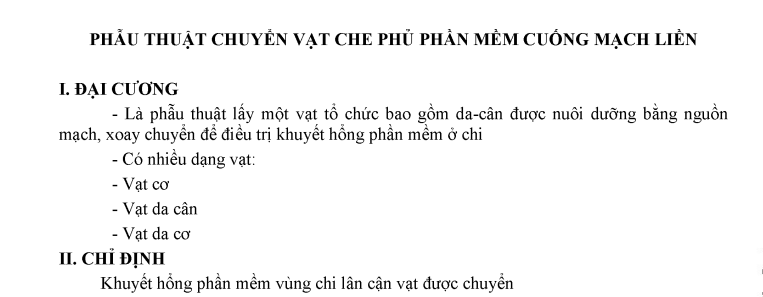 PHẪU THUẬT CHUYỂN VẠT CHE PHỦ PHẦN MỀM CUỐNG MẠCH LIỀN
I. ĐẠI CƯƠNG
- Là phẫu thuật lấy một vạt tổ chức bao gồm da-cân được nuôi dưỡng bằng nguồn
mạch, xoay chuyển để điều trị khuyết hổng phần mềm ở chi
- Có nhiều dạng vạt:
- Vạt cơ
- Vạt da cân
- Vạt da cơ
II. CHỈ ĐỊNH
Khuyết hổng phần mềm vùng chi lân cận vạt được chuyển